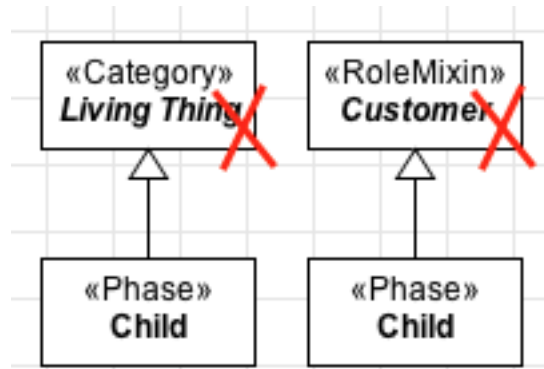 «Category»
Living Thing
«RoleMixin»
Customer
«Phase»
Child
«Phase»
Child